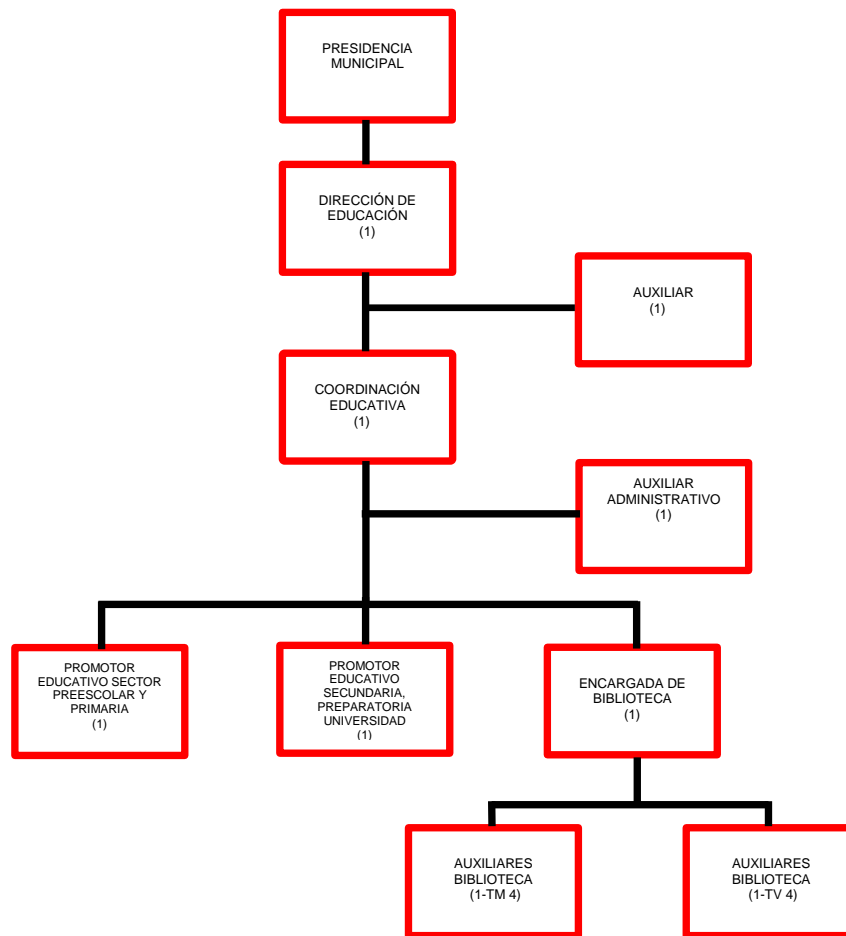 PRESIDENCIA
MUNICIPAL
DIRECCIÓN DE
EDUCACIÓN
(1)
AUXILIAR
(1)
COORDINACIÓN
EDUCATIVA
(1)
AUXILIAR
ADMINISTRATIVO
(1)
PROMOTOR
EDUCATIVO SECTOR
PREESCOLAR Y
PRIMARIA
(1)
PROMOTOR
EDUCATIVO
SECUNDARIA,
PREPARATORIA
UNIVERSIDAD
(1)
ENCARGADA DE
BIBLIOTECA
(1)
AUXILIARES
BIBLIOTECA
(1-TM 4)
AUXILIARES
BIBLIOTECA
(1-TV 4)